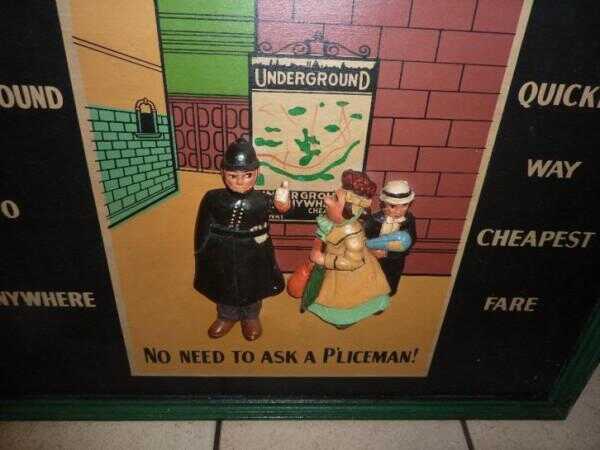 UNDERGROUND
OUND
QUICK
WAY
O
CHEAPEST
NYWHERE
FARE
NO NEED TO ASK A P'LICEMAN!